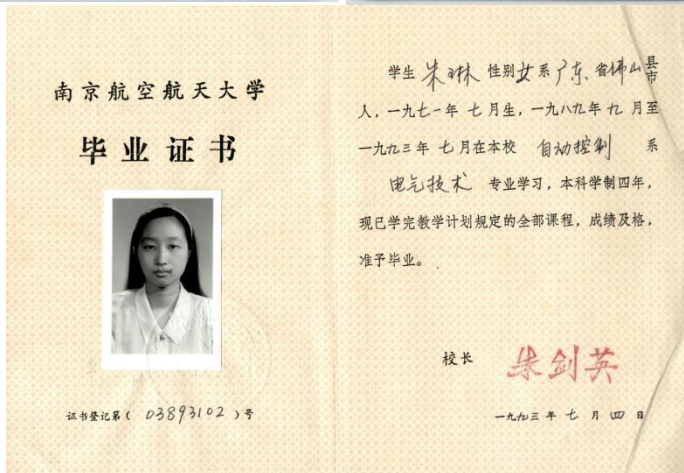 南京航空航天大学
毕业证书
证书登记第(03893102)号
学生 朱琳 性别 女 系 广东 省 佛山 县市
人，一九七一年 七 月生，一九八九年 九 月至
一九九三年 七 月在本校 自动控制 系
电气技术 专业学习，本科学制四年，
现已学完教学计划规定的全部课程，成绩及格，
准予毕业。
校长 朱剑英
一九九三年 七 月 四 日